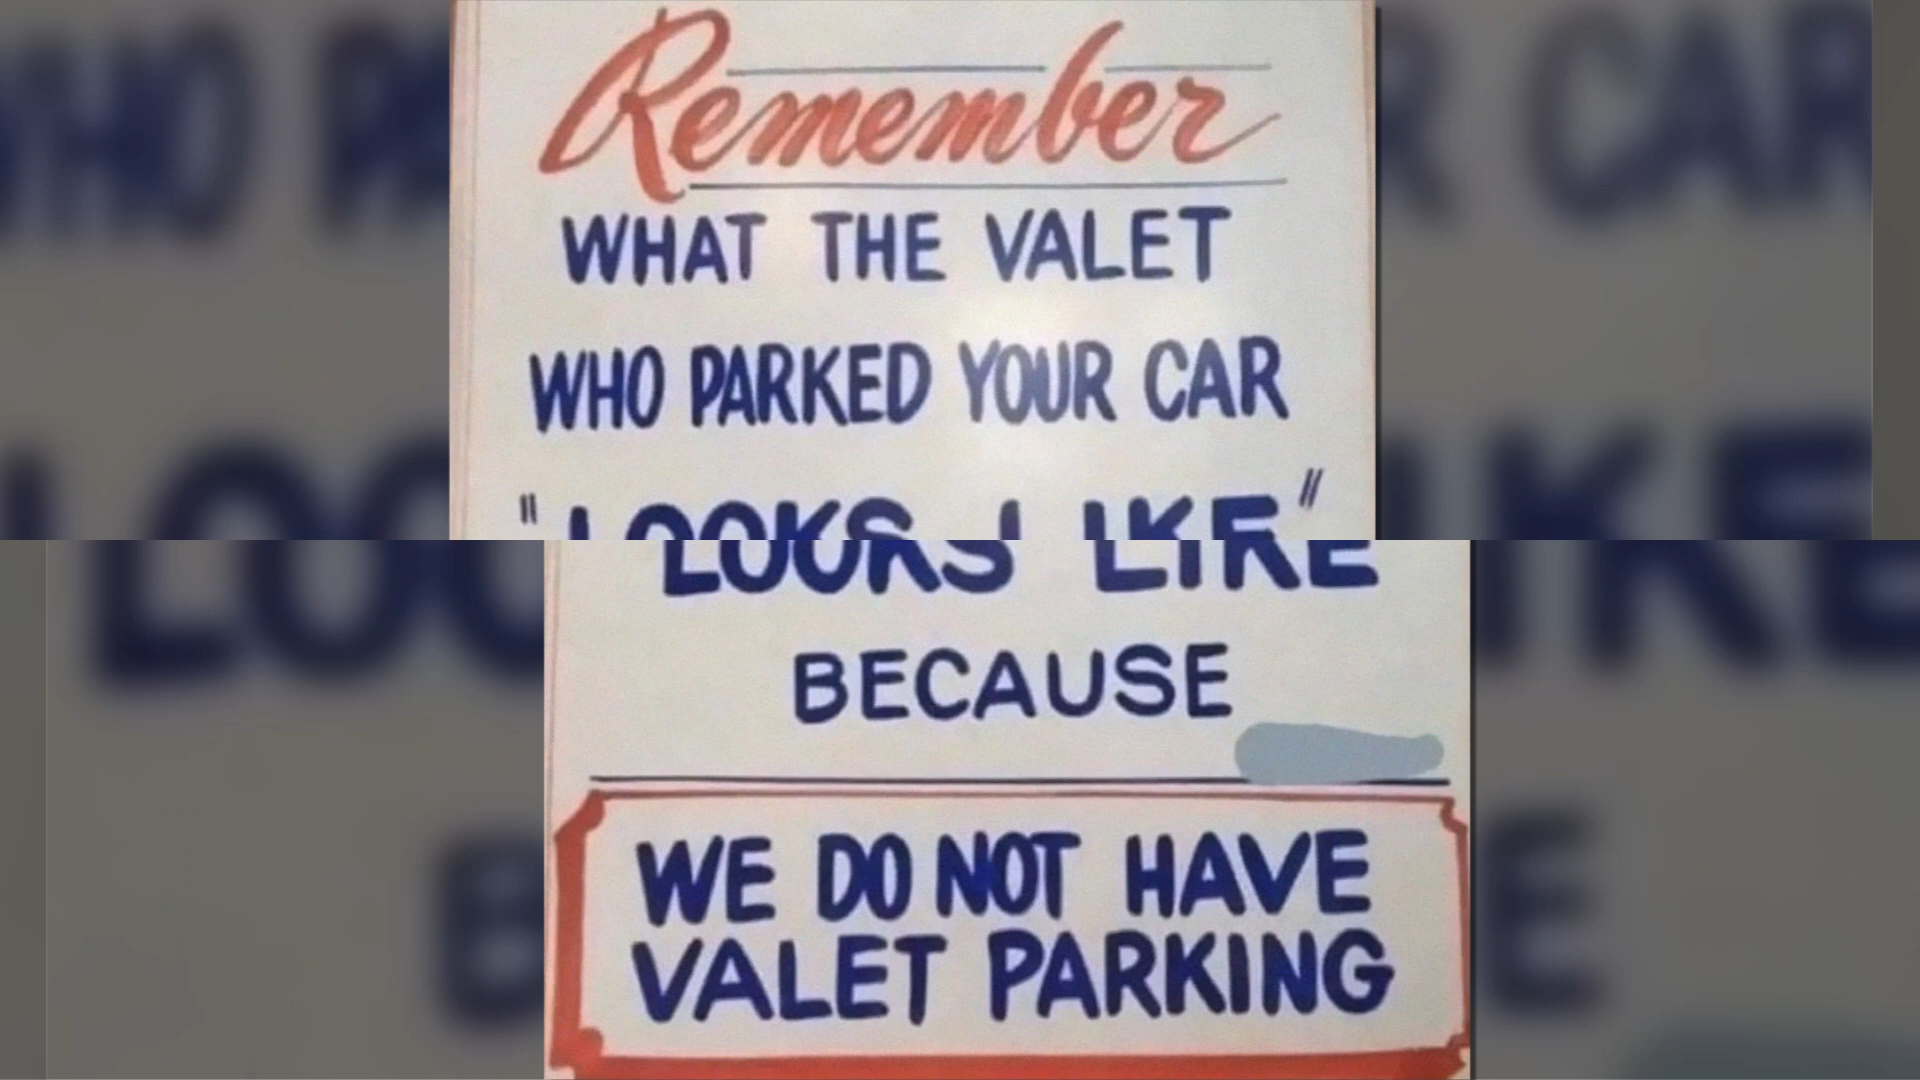 Remember
WHAT THE VALET
WHO PARKED YOUR CAR
"LOOKS LIKE"
BECAUSE
WE DO NOT HAVE
VALET PARKING